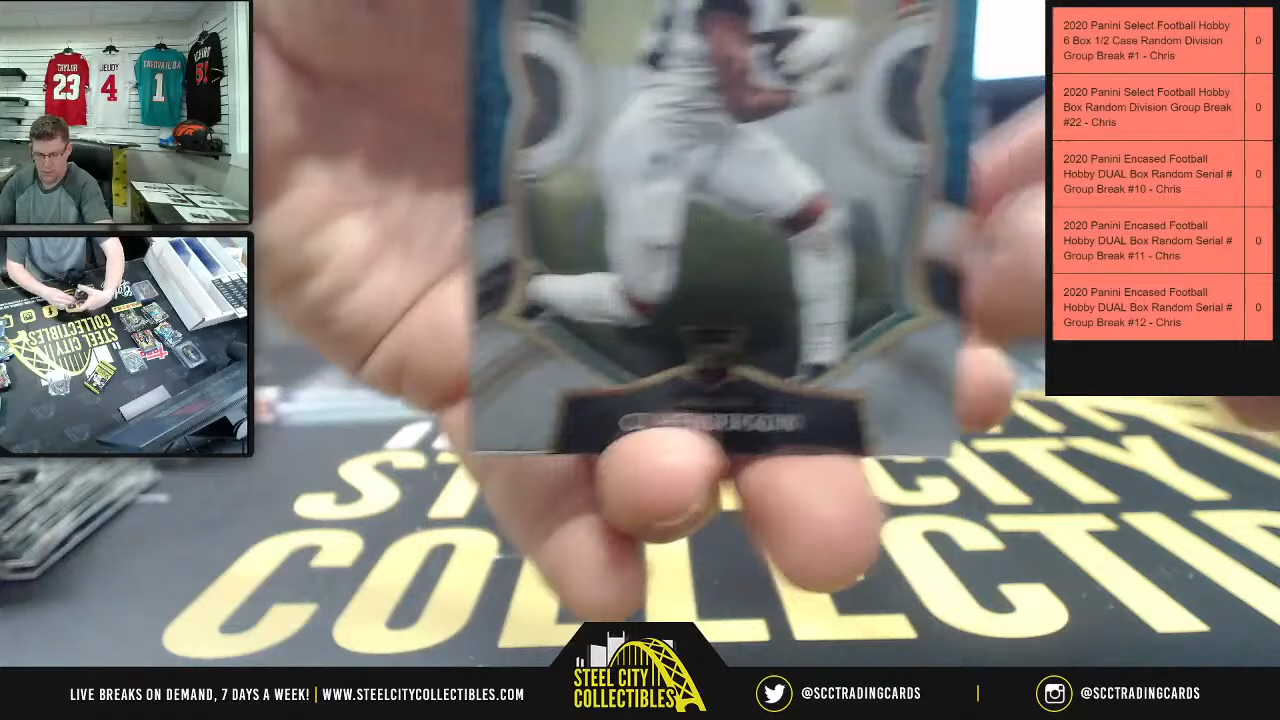 TAYLOR
23
JEUDY
4
TAGOVAILOA
1
51
STEEL CITY
COLLECTIBLES
2020 Panini Select Football Hobby
6 Box 1/2 Case Random Division
Group Break #1 - Chris
0
2020 Panini Select Football Hobby
Box Random Division Group Break
#22 - Chris
0
2020 Panini Encased Football
Hobby DUAL Box Random Serial #
Group Break #10 - Chris
0
2020 Panini Encased Football
Hobby DUAL Box Random Serial #
Group Break #11 - Chris
0
2020 Panini Encased Football
Hobby DUAL Box Random Serial #
Group Break #12 - Chris
0
LIVE BREAKS ON DEMAND, 7 DAYS A WEEK! | WWW.STEELCITYCOLLECTIBLES.COM
STEEL CITY
COLLECTIBLES
@SCCTRADINGCARDS
@SCCTRADINGCARDS